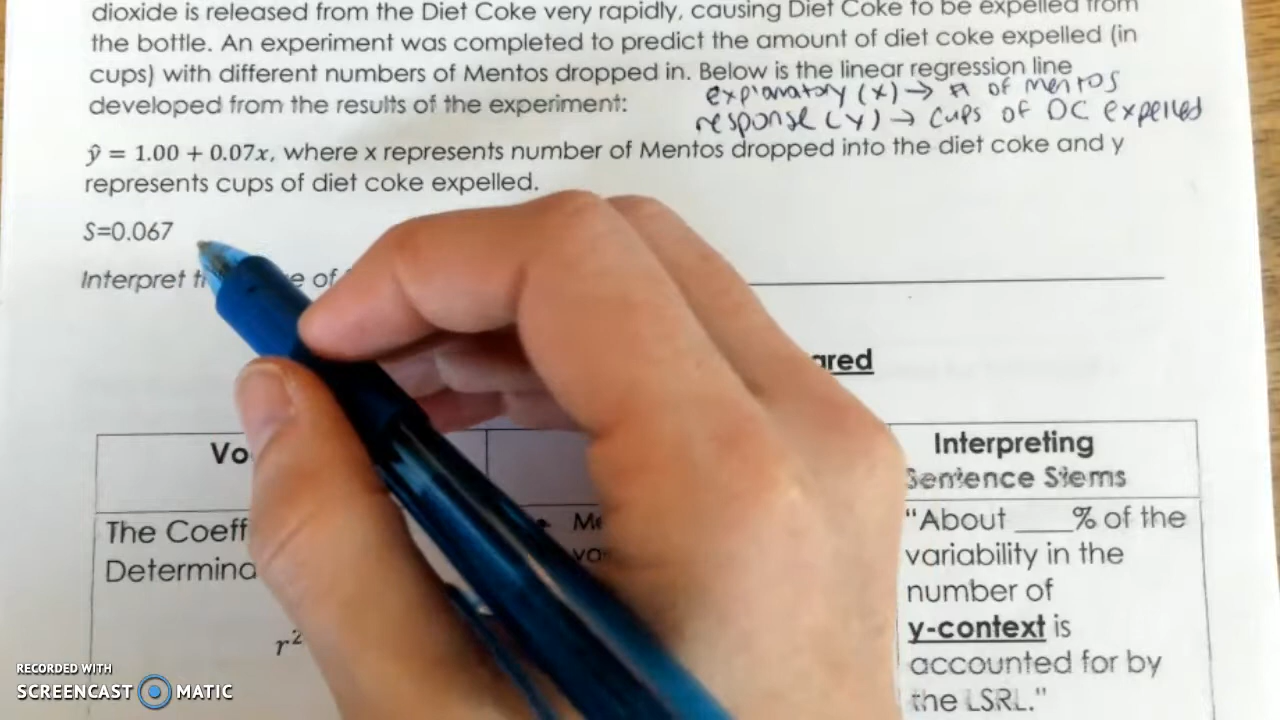 dioxide is released from the Diet Coke very rapidly, causing Diet Coke to be expelled from
the bottle. An experiment was completed to predict the amount of diet coke expelled (in
cups) with different numbers of Mentos dropped in. Below is the linear regression line
developed from the results of the experiment:
explanatory (x) → # of mentos
response (y) → cups of DC expelled
ŷ = 1.00 + 0.07x, where x represents number of Mentos dropped into the diet coke and y
represents cups of diet coke expelled.
S=0.067
Interpret of
ared
Vo
Interpreting
Sentence Stems
The Coeff
Determina
r²
Me
va
"About ___% of the
variability in the
number of
y-context is
accounted for by
the LSRL."
RECORDED WITH
SCREENCAST MATIC